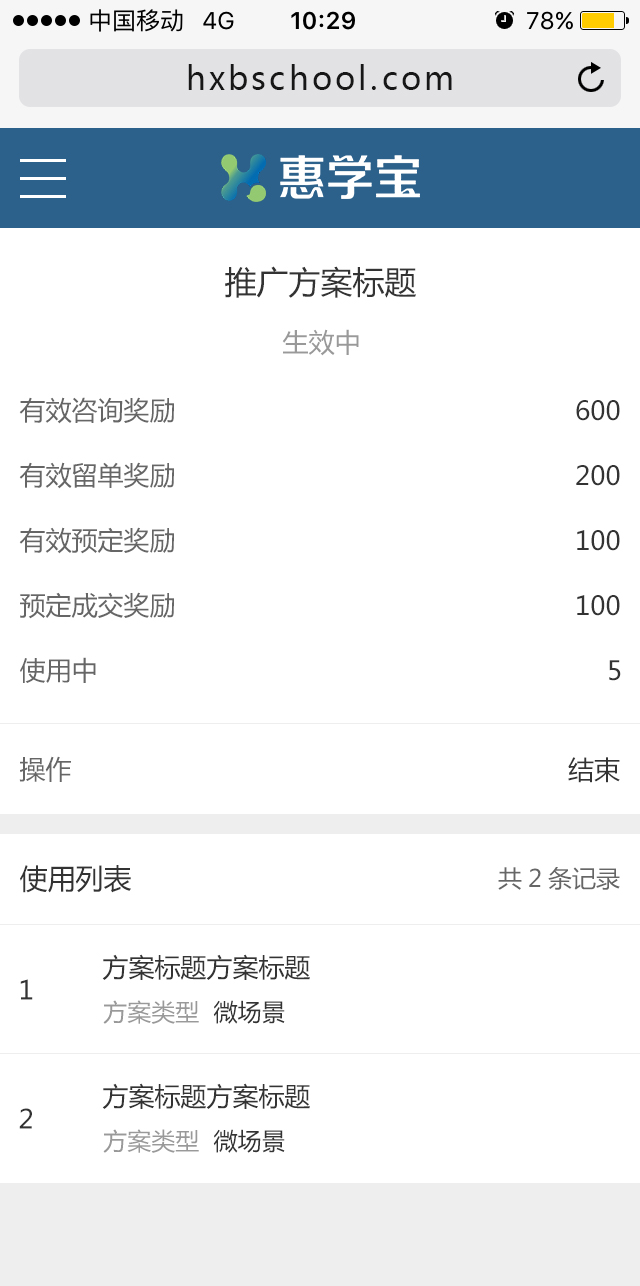 中国移动 4G 10:29 78%
hxbschool.com
惠学宝
推广方案标题
生效中
有效咨询奖励 600
有效留单奖励 200
有效预定奖励 100
预定成交奖励 100
使用中 5
操作 结束
使用列表 共 2 条记录
1 方案标题方案标题
方案类型 微场景
2 方案标题方案标题
方案类型 微场景